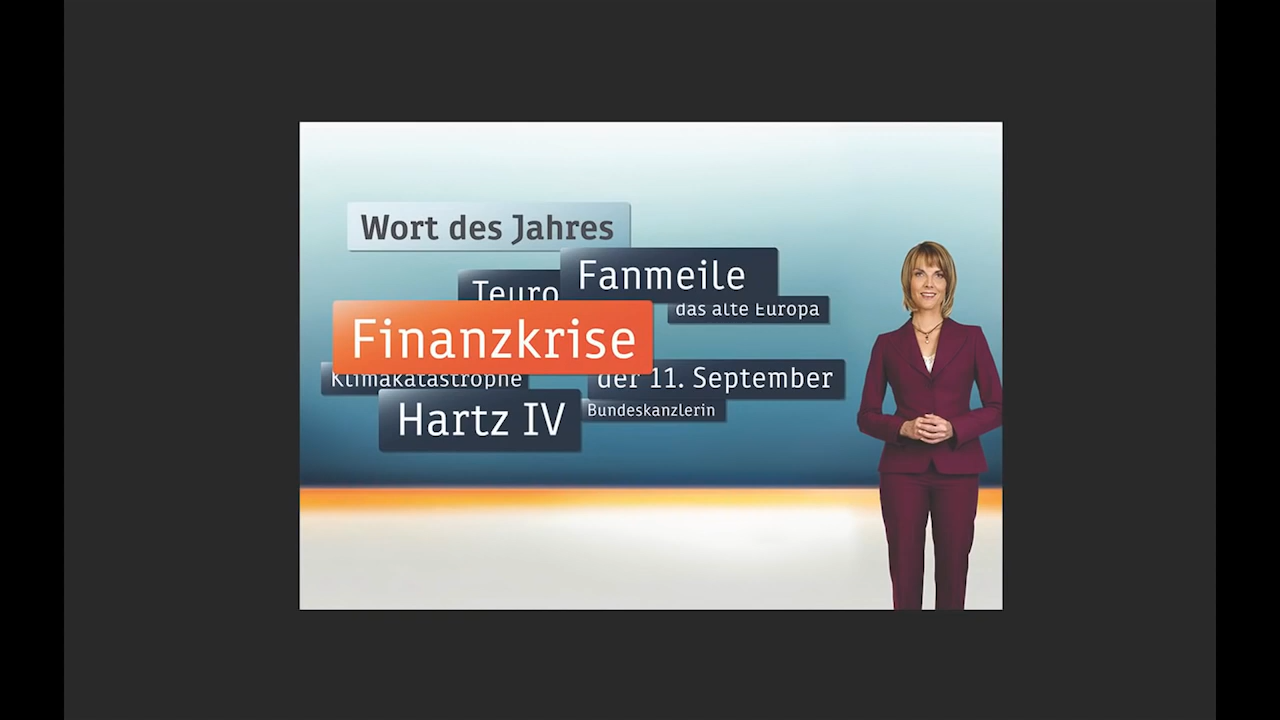 Wort des Jahres
Fanmeile
Teuro
das alte Europa
Finanzkrise
Klimakatastrophe
der 11. September
Hartz IV
Bundeskanzlerin